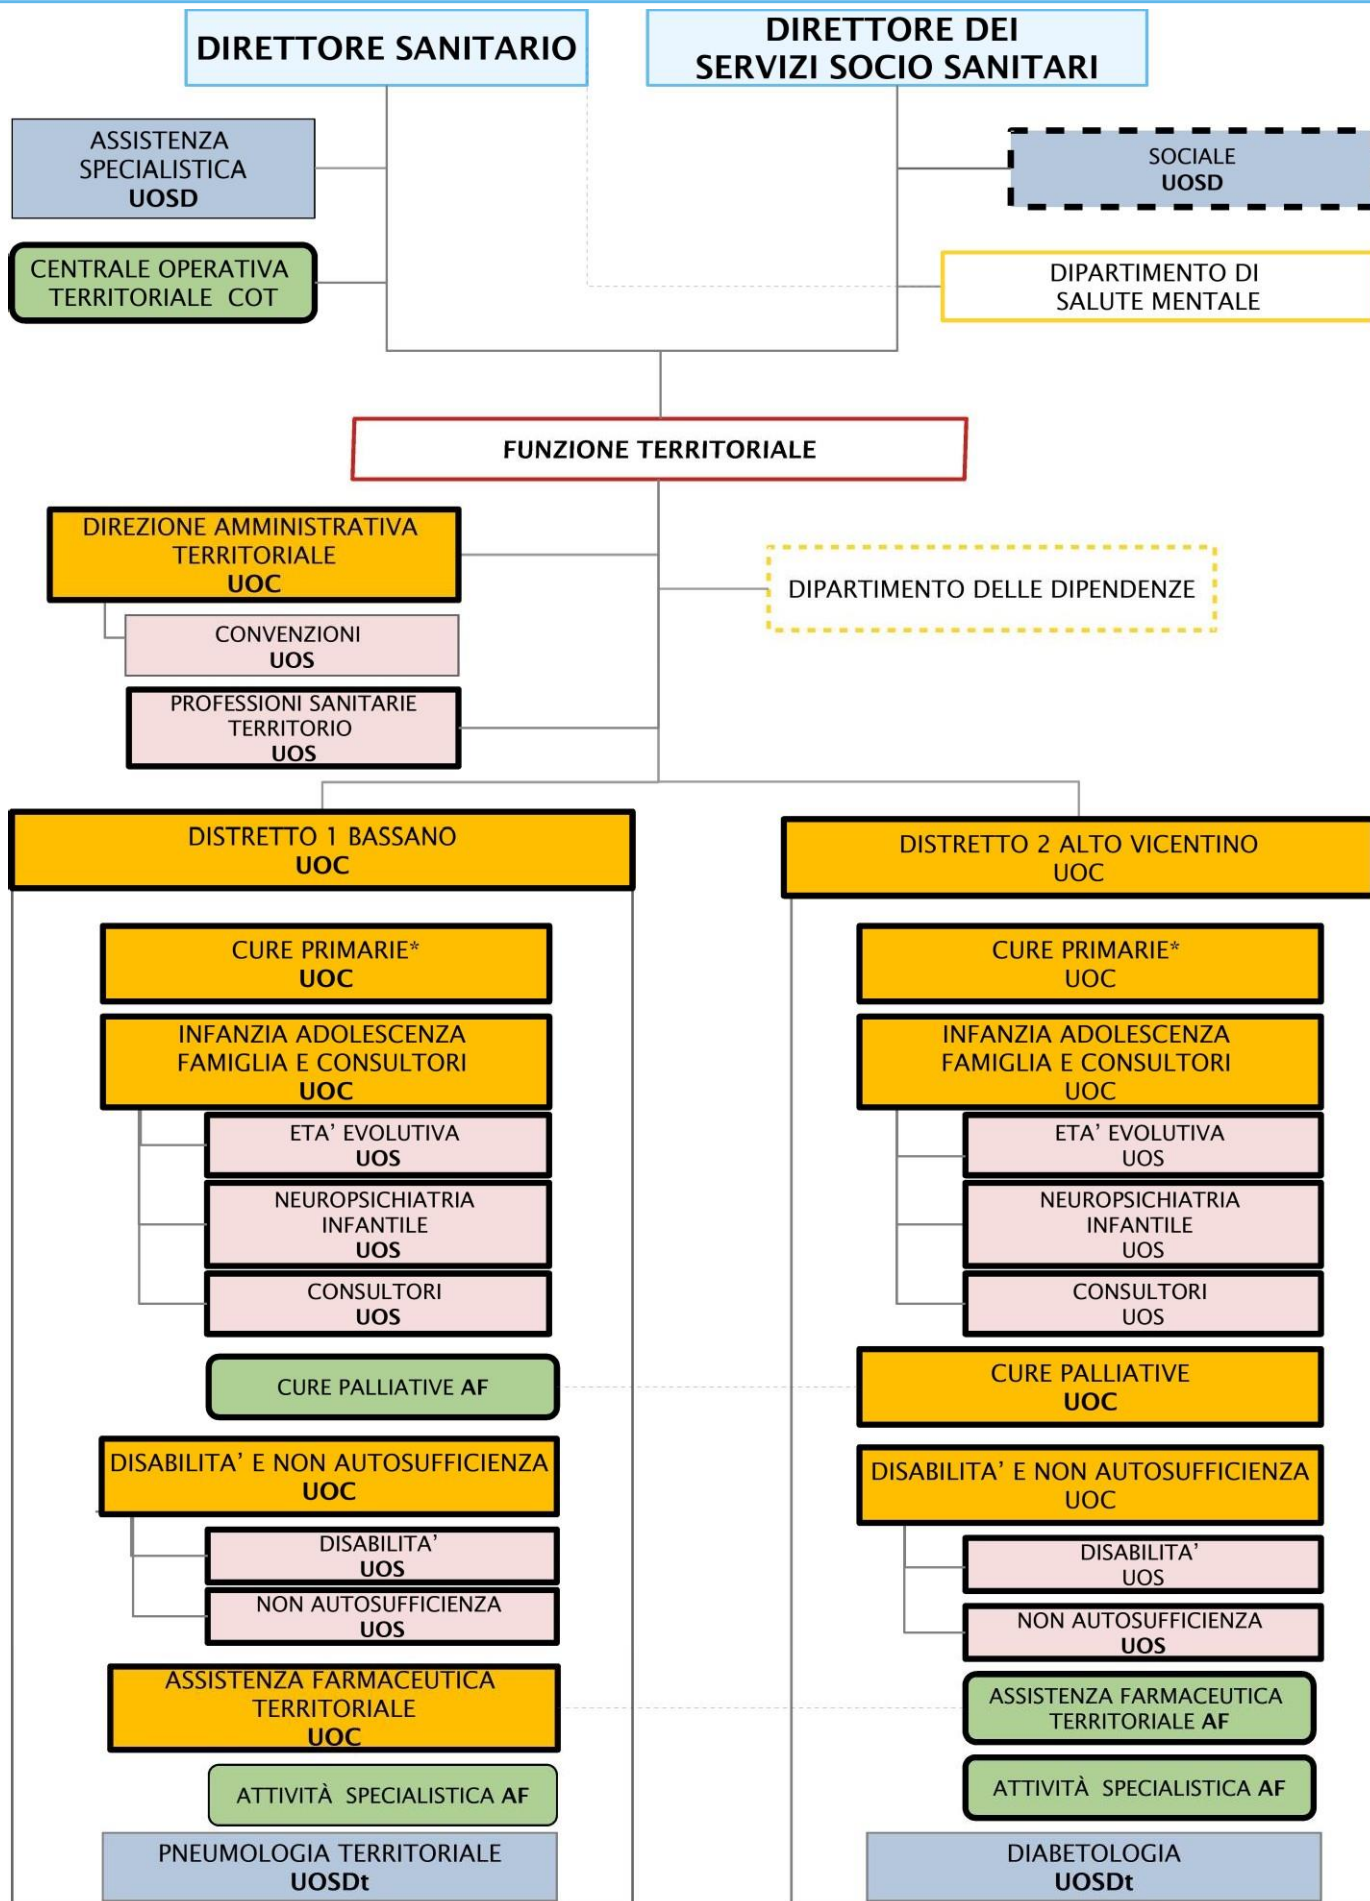 DIRETTORE SANITARIO
DIRETTORE DEI
SERVIZI SOCIO SANITARI
ASSISTENZA
SPECIALISTICA
UOSD
SOCIALE
UOSD
CENTRALE OPERATIVA
TERRITORIALE COT
DIPARTIMENTO DI
SALUTE MENTALE
FUNZIONE TERRITORIALE
DIREZIONE AMMINISTRATIVA
TERRITORIALE
UOC
DIPARTIMENTO DELLE DIPENDENZE
CONVENZIONI
UOS
PROFESSIONI SANITARIE
TERRITORIO
UOS
DISTRETTO 1 BASSANO
UOC
CURE PRIMARIE*
UOC
INFANZIA ADOLESCENZA
FAMIGLIA E CONSULTORI
UOC
ETA’ EVOLUTIVA
UOS
NEUROPSICHIATRIA
INFANTILE
UOS
CONSULTORI
UOS
CURE PALLIATIVE AF
DISABILITA’ E NON AUTOSUFFICIENZA
UOC
DISABILITA’
UOS
NON AUTOSUFFICIENZA
UOS
ASSISTENZA FARMACEUTICA
TERRITORIALE
UOC
ATTIVITÀ SPECIALISTICA AF
PNEUMOLOGIA TERRITORIALE
UOSDt
DISTRETTO 2 ALTO VICENTINO
UOC
CURE PRIMARIE*
UOC
INFANZIA ADOLESCENZA
FAMIGLIA E CONSULTORI
UOC
ETA’ EVOLUTIVA
UOS
NEUROPSICHIATRIA
INFANTILE
UOS
CONSULTORI
UOS
CURE PALLIATIVE
UOC
DISABILITA’ E NON AUTOSUFFICIENZA
UOC
DISABILITA’
UOS
NON AUTOSUFFICIENZA
UOS
ASSISTENZA FARMACEUTICA
TERRITORIALE AF
ATTIVITÀ SPECIALISTICA AF
DIABETOLOGIA
UOSDt